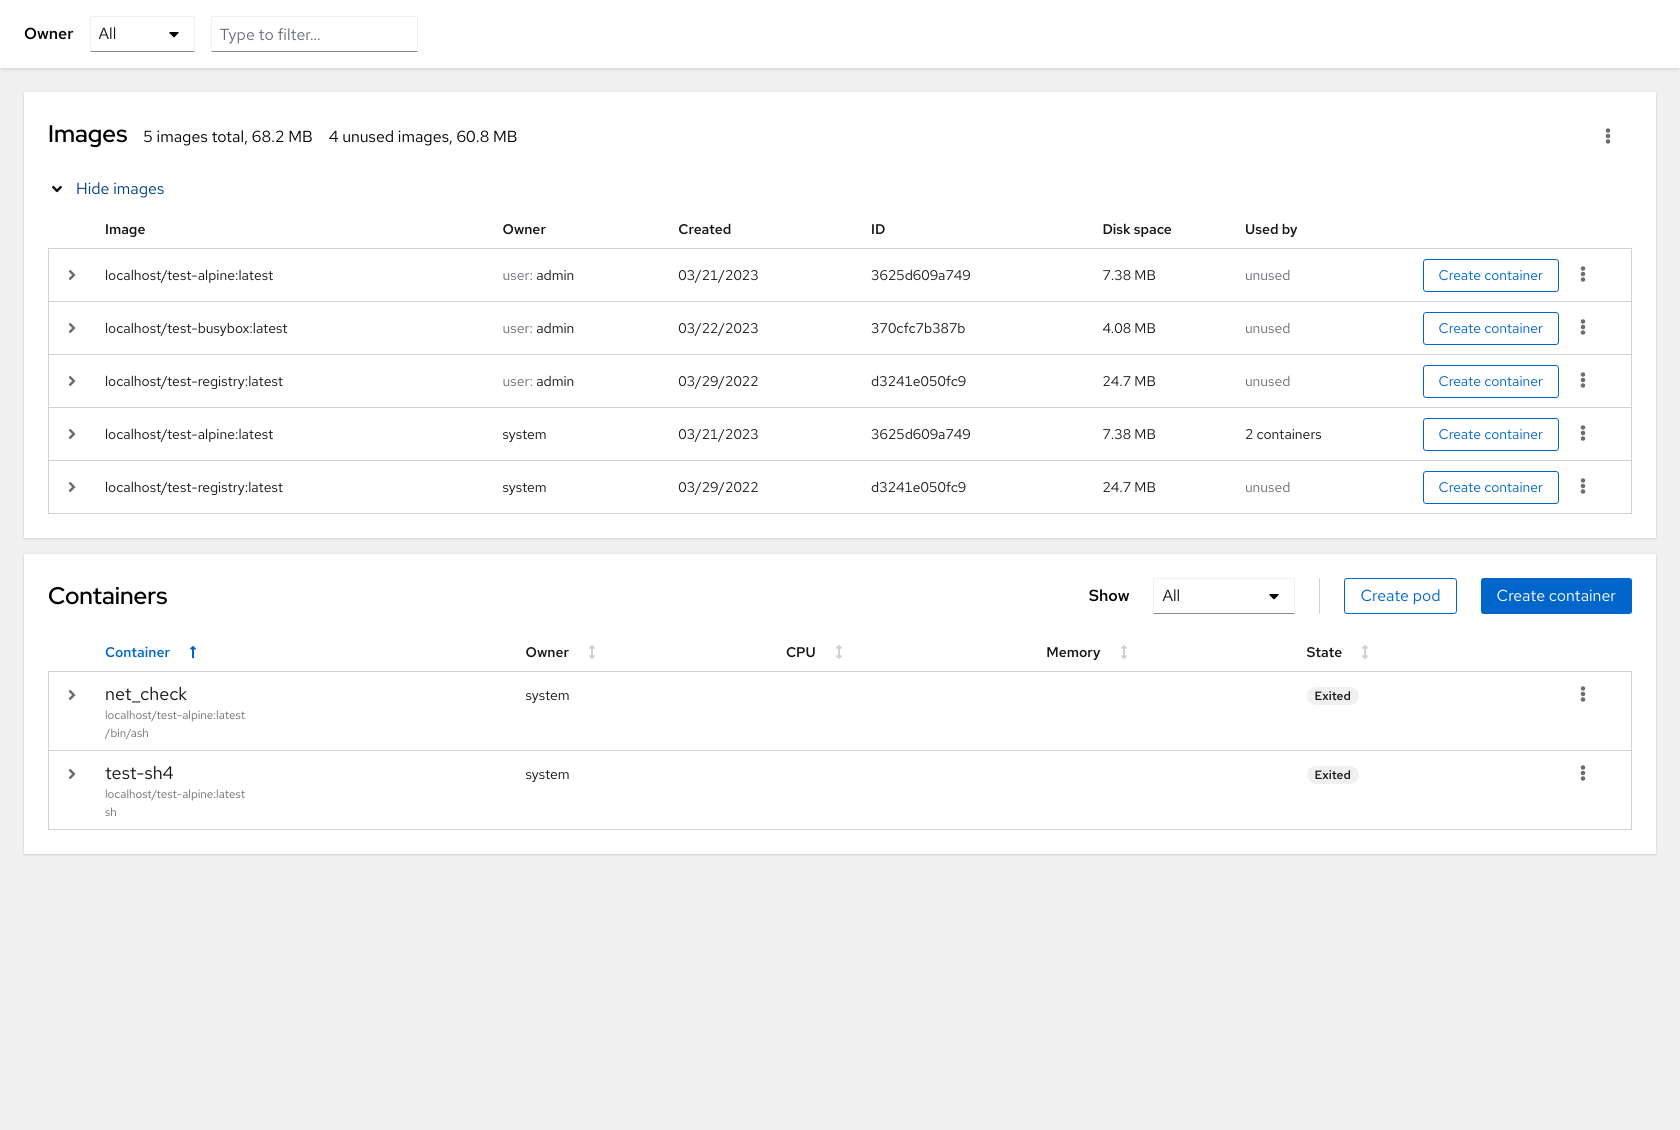 Owner All Type to filter...
Images 5 images total, 68.2 MB 4 unused images, 60.8 MB
Hide images
Image Owner Created ID Disk space Used by
localhost/test-alpine:latest user: admin 03/21/2023 3625d609a749 7.38 MB unused Create container
localhost/test-busybox:latest user: admin 03/22/2023 370cfc7b387b 4.08 MB unused Create container
localhost/test-registry:latest user: admin 03/29/2022 d3241e050fc9 24.7 MB unused Create container
localhost/test-alpine:latest system 03/21/2023 3625d609a749 7.38 MB 2 containers Create container
localhost/test-registry:latest system 03/29/2022 d3241e050fc9 24.7 MB unused Create container
Containers Show All Create pod Create container
Container Owner CPU Memory State
net_check system Exited
localhost/test-alpine:latest
/bin/ash
test-sh4 system Exited
localhost/test-alpine:latest
sh